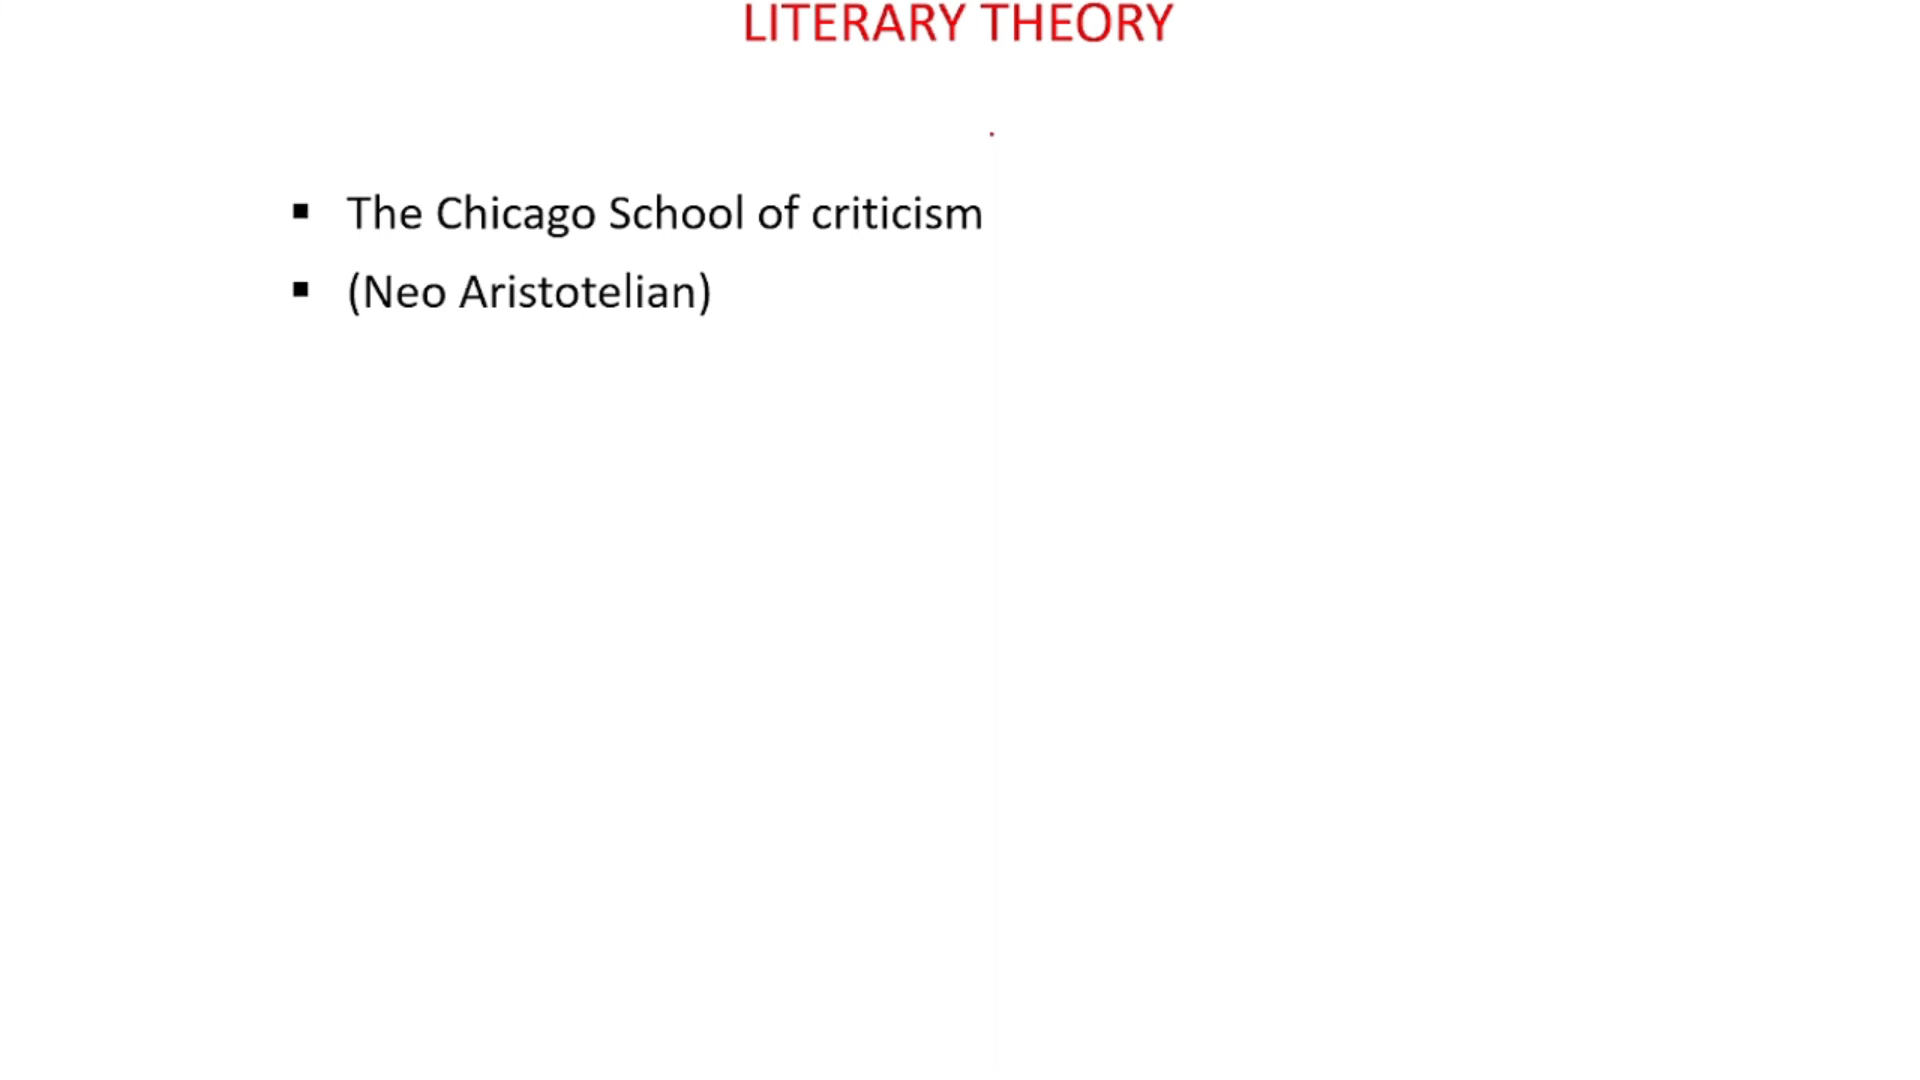 LITERARY THEORY
▪ The Chicago School of criticism
▪ (Neo Aristotelian)